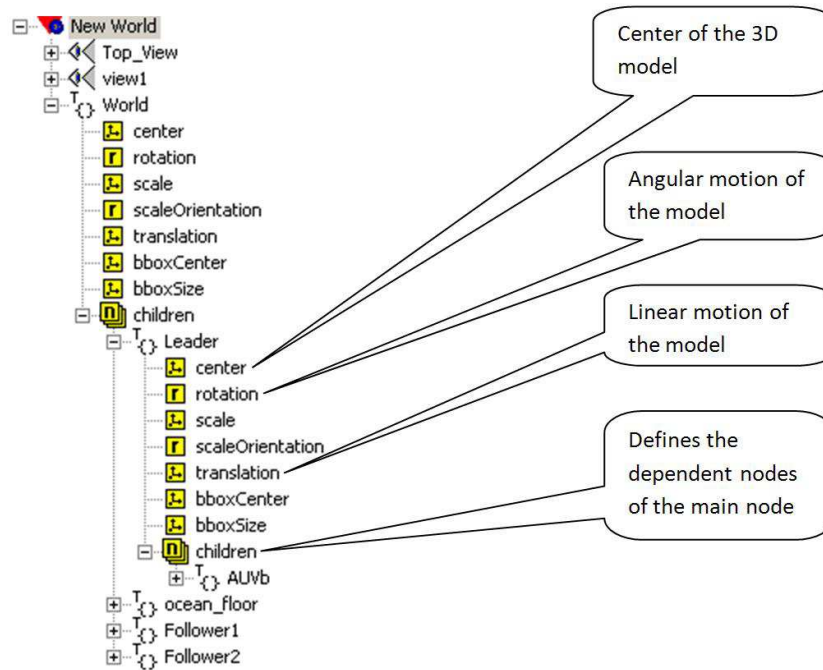 New World
Top_View
view1
World
center
rotation
scale
scaleOrientation
translation
bboxCenter
bboxSize
children
Leader
center
rotation
scale
scaleOrientation
translation
bboxCenter
bboxSize
children
AUVb
ocean_floor
Follower1
Follower2
Center of the 3D
model
Angular motion of
the model
Linear motion of
the model
Defines the
dependent nodes
of the main node